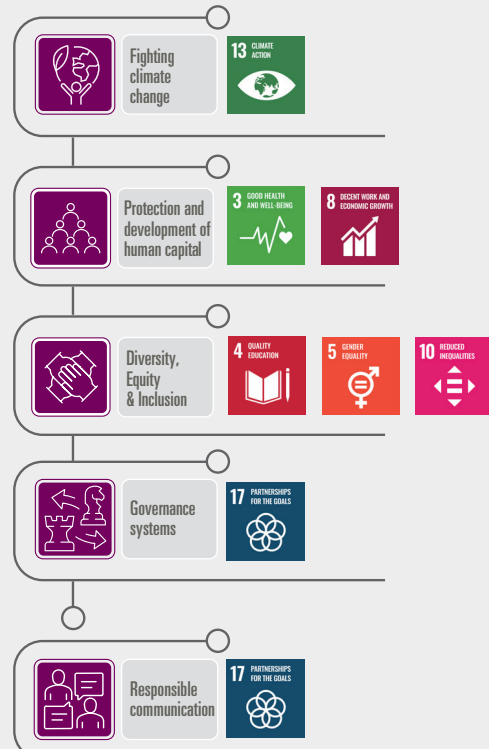 Fighting
climate
change
13 CLIMATE
ACTION
Protection and
development of
human capital
3 GOOD HEALTH
AND WELL-BEING
8 DECENT WORK AND
ECONOMIC GROWTH
Diversity,
Equity
& Inclusion
4 QUALITY
EDUCATION
5 GENDER
EQUALITY
10 REDUCED
INEQUALITIES
Governance
systems
17 PARTNERSHIPS
FOR THE GOALS
Responsible
communication
17 PARTNERSHIPS
FOR THE GOALS